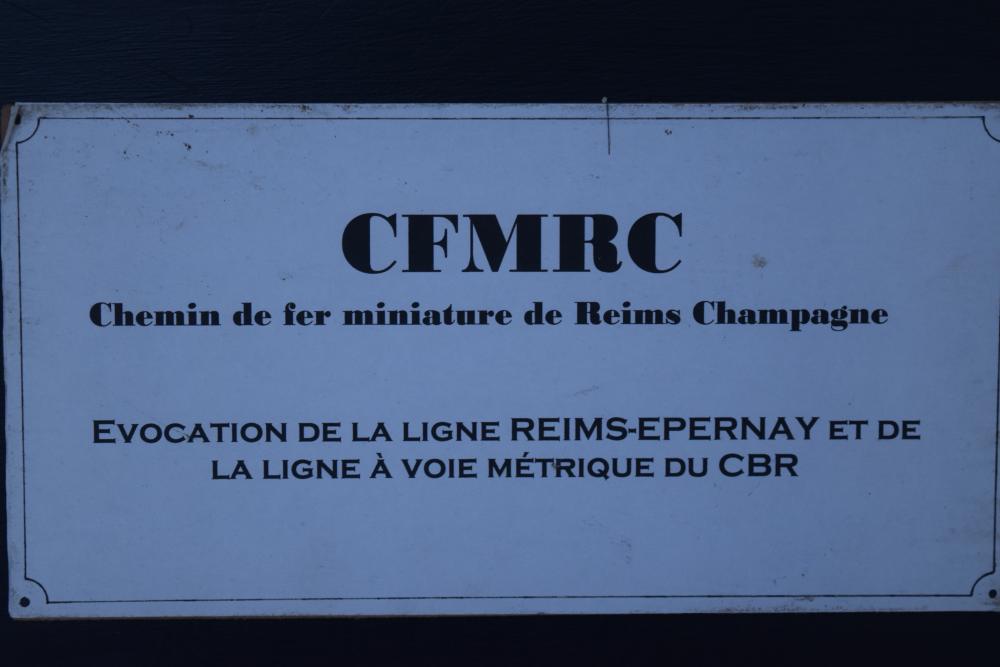 CFMRC
Chemin de fer miniature de Reims Champagne
EVOCATION DE LA LIGNE REIMS-EPERNAY ET DE
LA LIGNE À VOIE MÉTRIQUE DU CBR